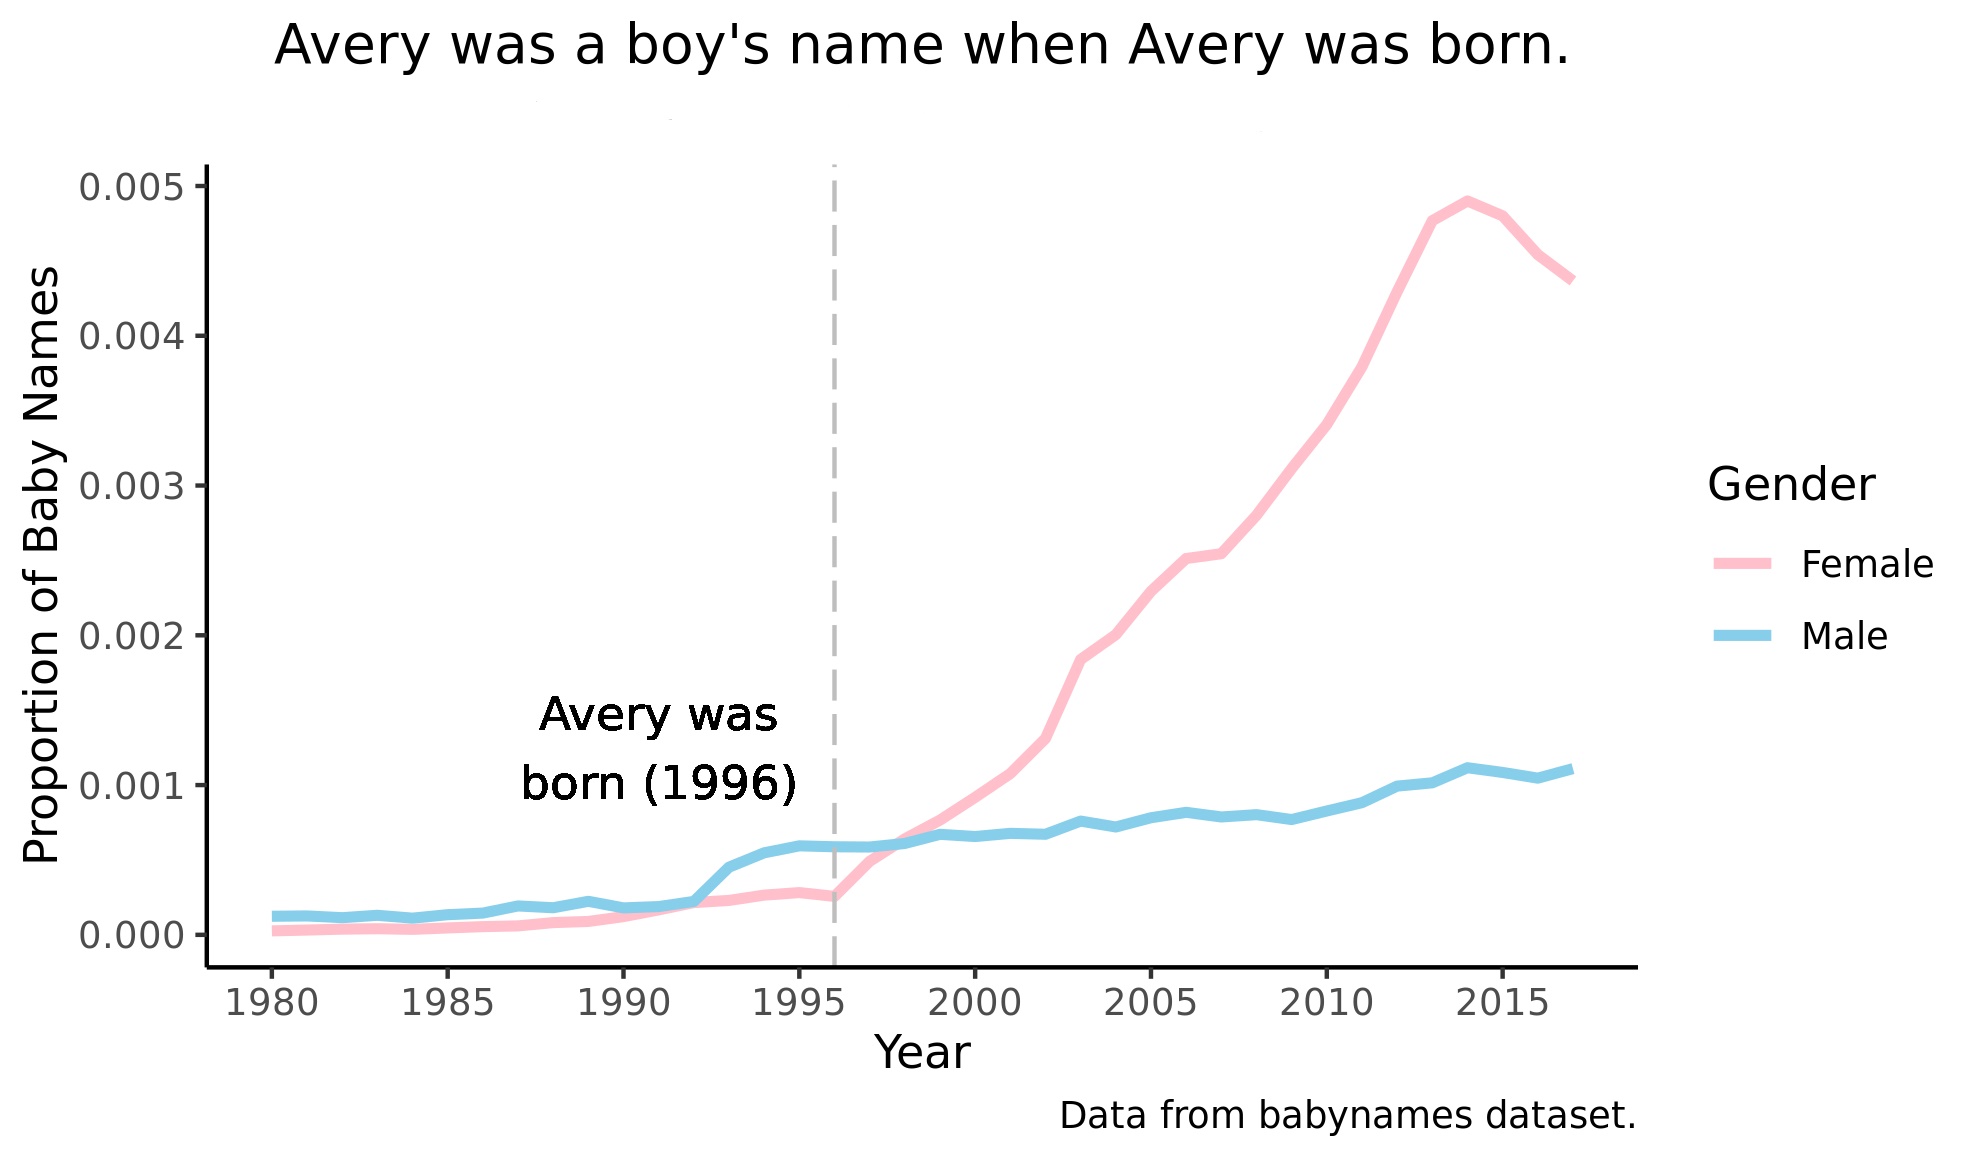 Avery was a boy's name when Avery was born.
0.005
0.004
0.003
0.002
0.001
0.000
Proportion of Baby Names
Avery was
born (1996)
1980 1985 1990 1995 2000 2005 2010 2015
Year
Gender
Female
Male
Data from babynames dataset.